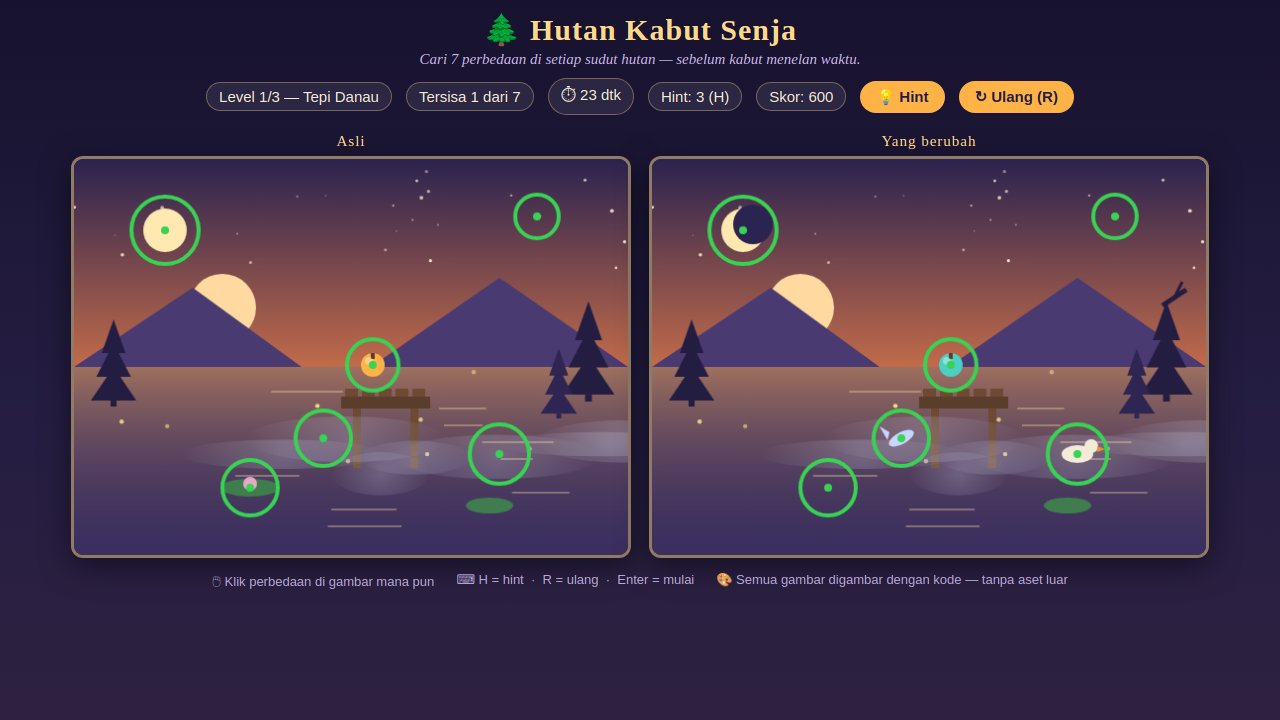 🌲 Hutan Kabut Senja
Cari 7 perbedaan di setiap sudut hutan — sebelum kabut menelan waktu.
Level 1/3 — Tepi Danau
Tersisa 1 dari 7
⏱ 23 dtk
Hint: 3 (H)
Skor: 600
💡 Hint
↻ Ulang (R)
Asli
Yang berubah
🖱 Klik perbedaan di gambar mana pun
⌨ H = hint · R = ulang · Enter = mulai
🎨 Semua gambar digambar dengan kode — tanpa aset luar